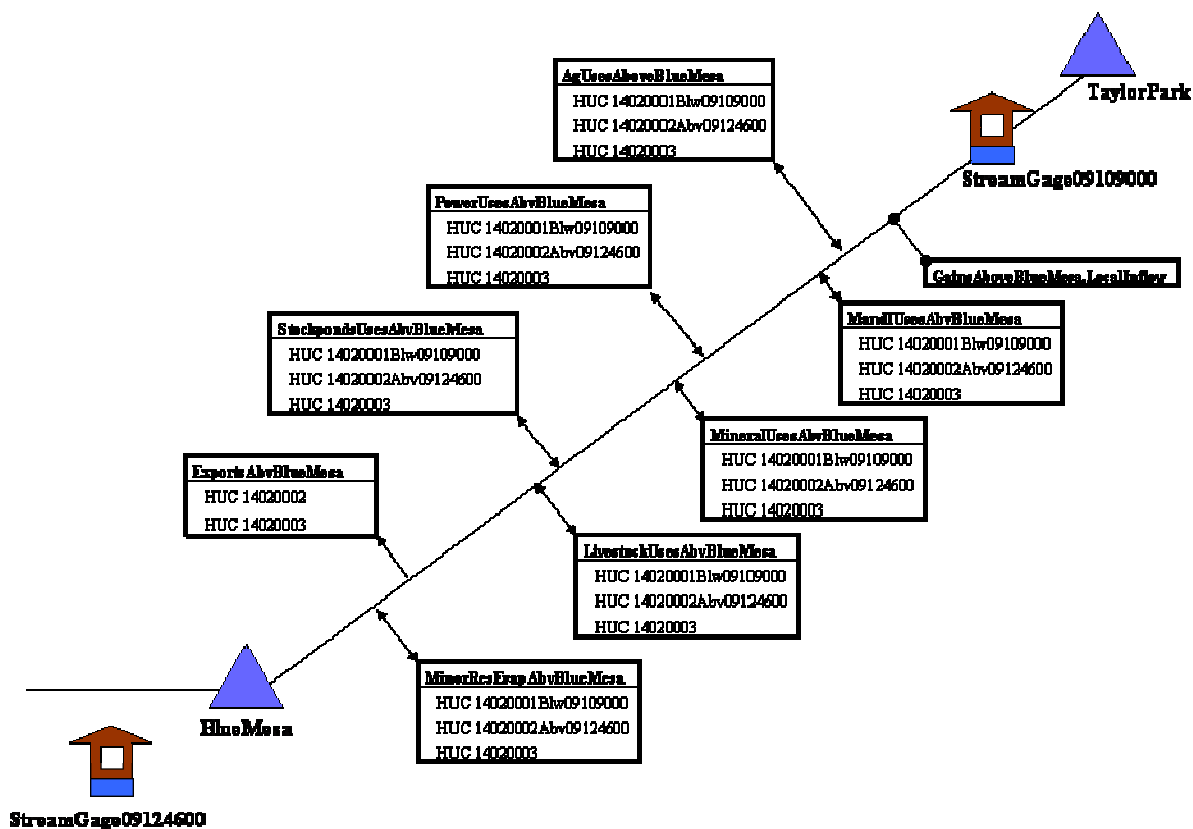 TaylorPark
StreamGage09109000
AgUsesAboveBlueMesa
HUC 14020001Blw09109000
HUC 14020002Abv09124600
HUC 14020003
PowerUsesAbvBlueMesa
HUC 14020001Blw09109000
HUC 14020002Abv09124600
HUC 14020003
GainsAboveBlueMesa.LocalInflow
StockpondsUsesAbvBlueMesa
HUC 14020001Blw09109000
HUC 14020002Abv09124600
HUC 14020003
MandIUsesAbvBlueMesa
HUC 14020001Blw09109000
HUC 14020002Abv09124600
HUC 14020003
MineralUsesAbvBlueMesa
HUC 14020001Blw09109000
HUC 14020002Abv09124600
HUC 14020003
ExportsAbvBlueMesa
HUC 14020002
HUC 14020003
LivestockUsesAbvBlueMesa
HUC 14020001Blw09109000
HUC 14020002Abv09124600
HUC 14020003
MinorResEvapAbvBlueMesa
HUC 14020001Blw09109000
HUC 14020002Abv09124600
HUC 14020003
BlueMesa
StreamGage09124600